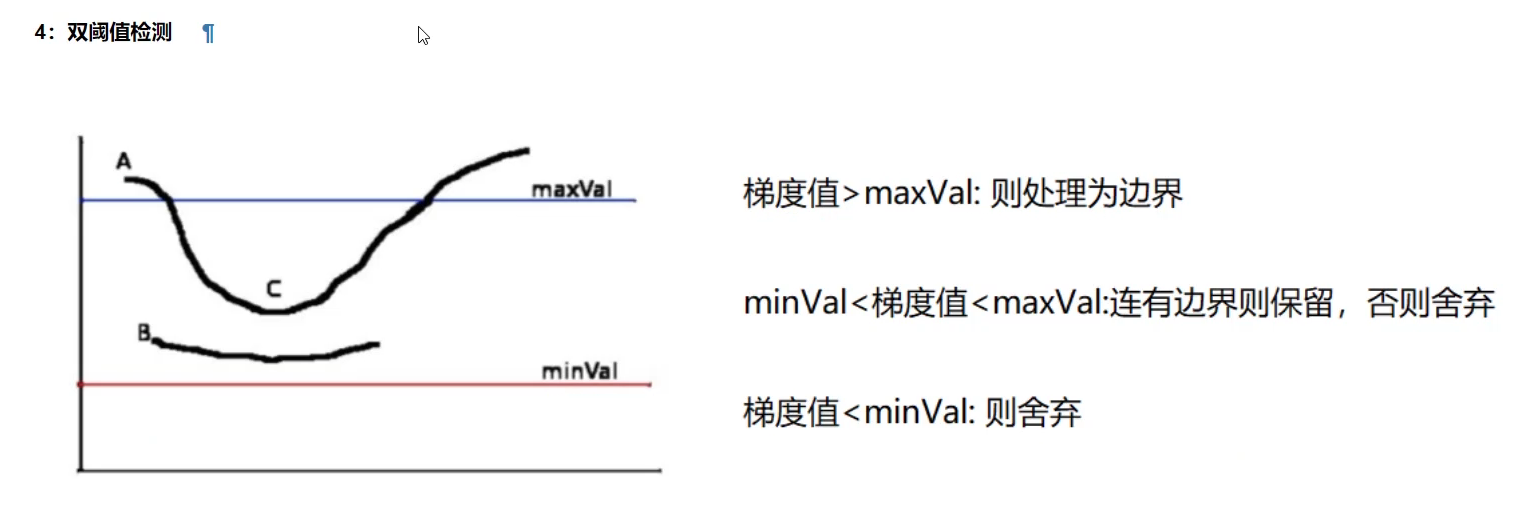 4：双阈值检测 ¶
A
maxVal
C
B
minVal
梯度值>maxVal: 则处理为边界
minVal<梯度值<maxVal:连有边界则保留，否则舍弃
梯度值<minVal: 则舍弃